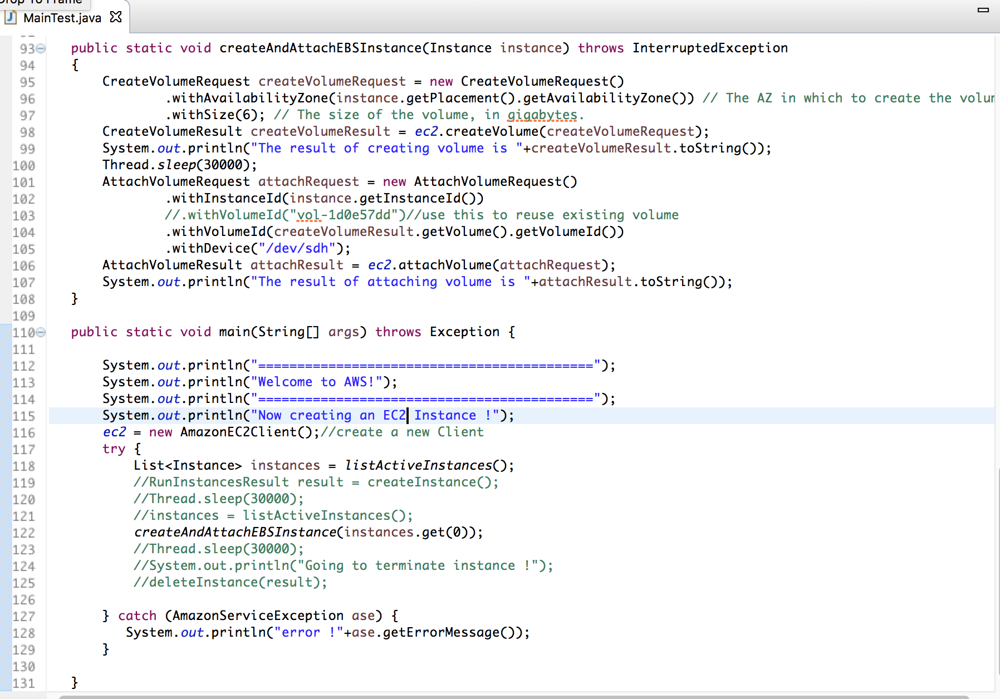 Drop To Frame
MainTest.java
93 public static void createAndAttachEBSInstance(Instance instance) throws InterruptedException
94 {
95 CreateVolumeRequest createVolumeRequest = new CreateVolumeRequest()
96 .withAvailabilityZone(instance.getPlacement().getAvailabilityZone()) // The AZ in which to create the volum
97 .withSize(6); // The size of the volume, in gigabytes.
98 CreateVolumeResult createVolumeResult = ec2.createVolume(createVolumeRequest);
99 System.out.println("The result of creating volume is "+createVolumeResult.toString());
100 Thread.sleep(30000);
101 AttachVolumeRequest attachRequest = new AttachVolumeRequest()
102 .withInstanceId(instance.getInstanceId())
103 //.withVolumeId("vol-1d0e57dd")//use this to reuse existing volume
104 .withVolumeId(createVolumeResult.getVolume().getVolumeId())
105 .withDevice("/dev/sdh");
106 AttachVolumeResult attachResult = ec2.attachVolume(attachRequest);
107 System.out.println("The result of attaching volume is "+attachResult.toString());
108 }
109
110 public static void main(String[] args) throws Exception {
111
112 System.out.println("===========================================");
113 System.out.println("Welcome to AWS!");
114 System.out.println("===========================================");
115 System.out.println("Now creating an EC2 Instance !");
116 ec2 = new AmazonEC2Client();//create a new Client
117 try {
118 List<Instance> instances = listActiveInstances();
119 //RunInstancesResult result = createInstance();
120 //Thread.sleep(30000);
121 //instances = listActiveInstances();
122 createAndAttachEBSInstance(instances.get(0));
123 //Thread.sleep(30000);
124 //System.out.println("Going to terminate instance !");
125 //deleteInstance(result);
126
127 } catch (AmazonServiceException ase) {
128 System.out.println("error !"+ase.getErrorMessage());
129 }
130
131 }